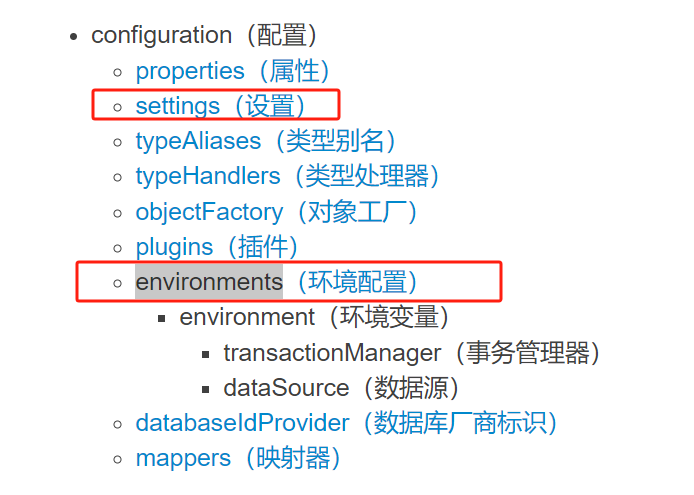 configuration（配置）
properties（属性）
settings（设置）
typeAliases（类型别名）
typeHandlers（类型处理器）
objectFactory（对象工厂）
plugins（插件）
environments（环境配置）
environment（环境变量）
transactionManager（事务管理器）
dataSource（数据源）
databaseIdProvider（数据库厂商标识）
mappers（映射器）